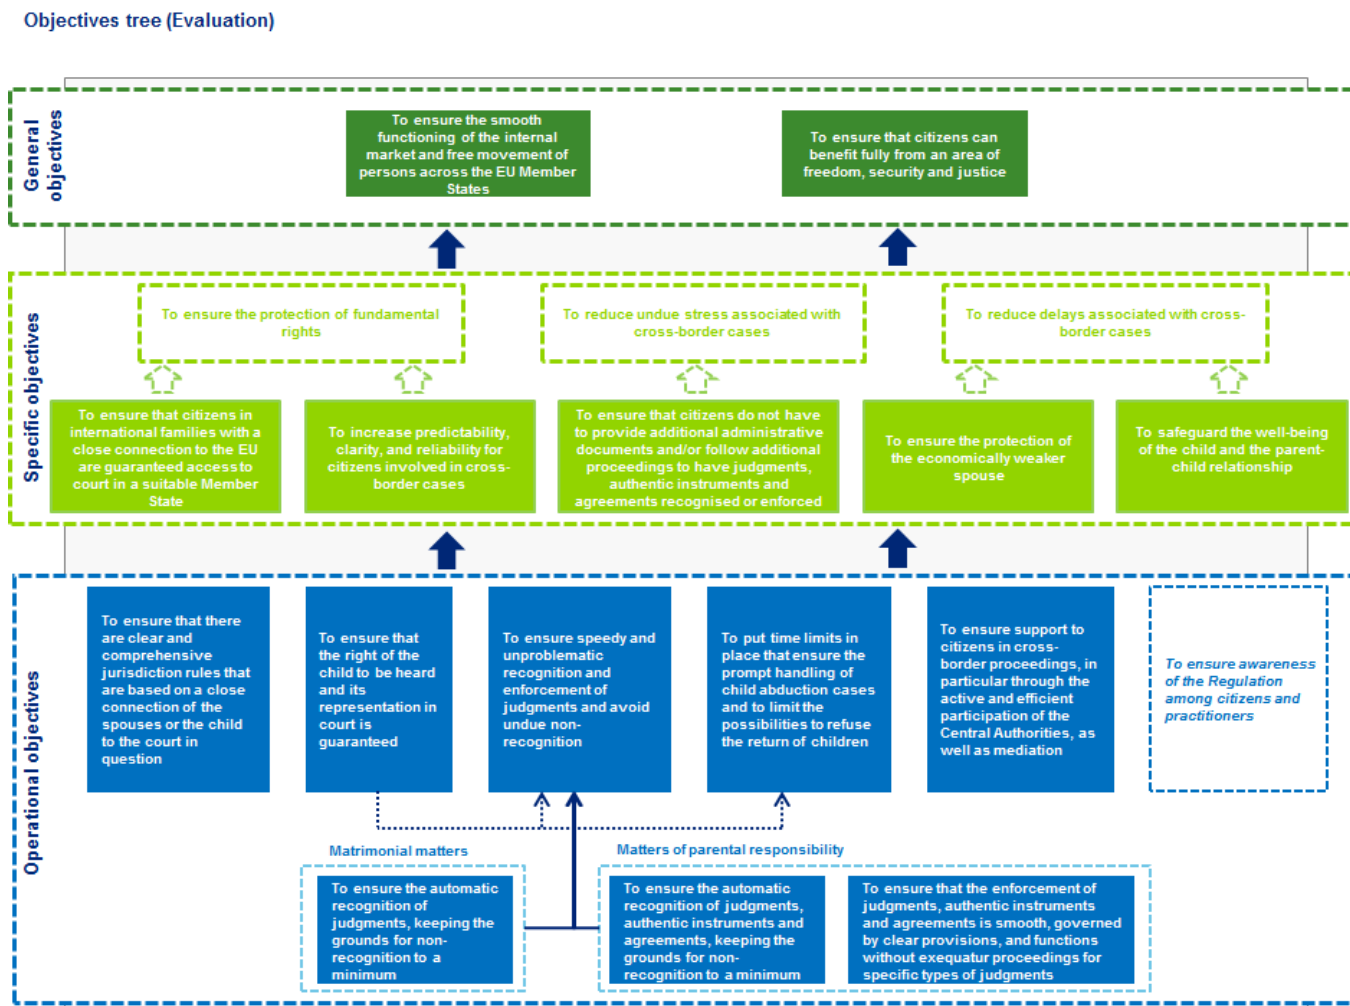 Objectives tree (Evaluation)
General
objectives
To ensure the smooth
functioning of the internal
market and free movement of
persons across the EU Member
States
To ensure that citizens can
benefit fully from an area of
freedom, security and justice
Specific objectives
To ensure the protection of fundamental
rights
To reduce undue stress associated with
cross-border cases
To reduce delays associated with cross-
border cases
To ensure that citizens in
international families with a
close connection to the EU
are guaranteed access to
court in a suitable Member
State
To increase predictability,
clarity, and reliability for
citizens involved in cross-
border cases
To ensure that citizens do not have
to provide additional administrative
documents and/or follow additional
proceedings to have judgments,
authentic instruments and
agreements recognised or enforced
To ensure the protection of
the economically weaker
spouse
To safeguard the well-being
of the child and the parent-
child relationship
Operational objectives
To ensure that there
are clear and
comprehensive
jurisdiction rules that
are based on a close
connection of the
spouses or the child
to the court in
question
To ensure that
the right of the
child to be heard
and its
representation in
court is
guaranteed
To ensure speedy and
unproblematic
recognition and
enforcement of
judgments and avoid
undue non-
recognition
To put time limits in
place that ensure the
prompt handling of
child abduction cases
and to limit the
possibilities to refuse
the return of children
To ensure support to
citizens in cross-
border proceedings, in
particular through the
active and efficient
participation of the
Central Authorities, as
well as mediation
To ensure awareness
of the Regulation
among citizens and
practitioners
Matrimonial matters
To ensure the automatic
recognition of
judgments, keeping the
grounds for non-
recognition to a
minimum
Matters of parental responsibility
To ensure the automatic
recognition of judgments,
authentic instruments and
agreements, keeping the
grounds for non-
recognition to a minimum
To ensure that the enforcement of
judgments, authentic instruments
and agreements is smooth, governed
by clear provisions, and functions
without exequatur proceedings for
specific types of judgments